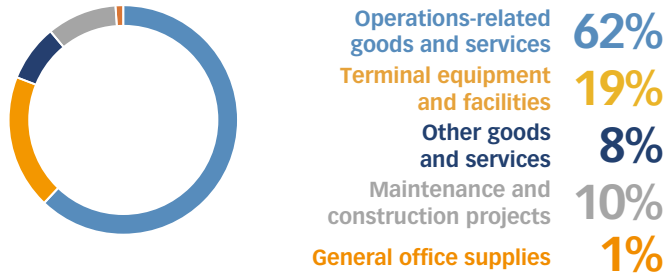 Operations-related
goods and services 62%
Terminal equipment
and facilities 19%
Other goods
and services 8%
Maintenance and
construction projects 10%
General office supplies 1%